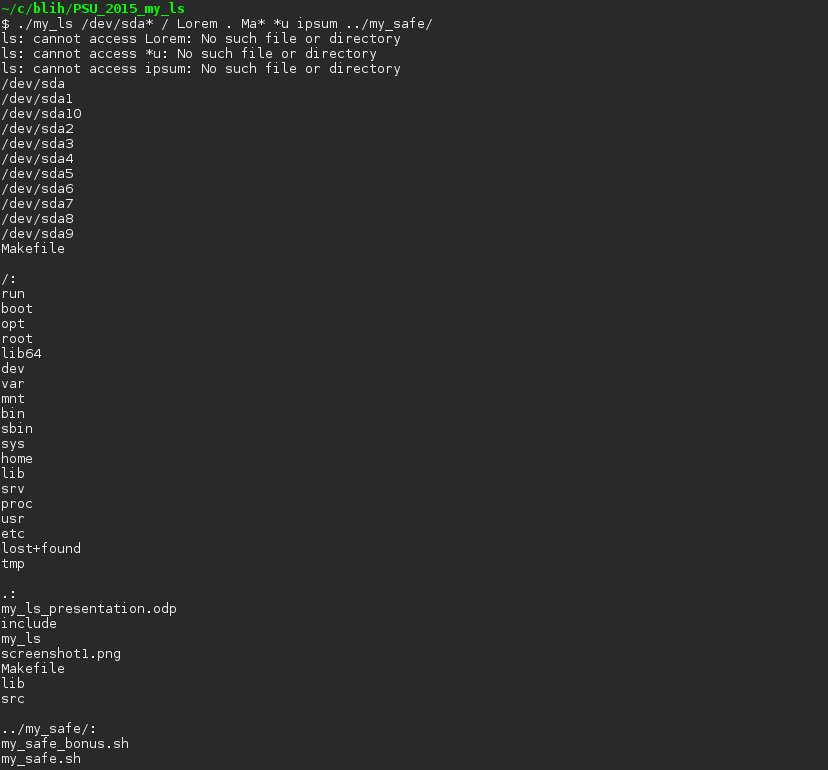 ~/c/blih/PSU_2015_my_ls
$ ./my_ls /dev/sda* / Lorem . Ma* *u ipsum ../my_safe/
ls: cannot access Lorem: No such file or directory
ls: cannot access *u: No such file or directory
ls: cannot access ipsum: No such file or directory
/dev/sda
/dev/sda1
/dev/sda10
/dev/sda2
/dev/sda3
/dev/sda4
/dev/sda5
/dev/sda6
/dev/sda7
/dev/sda8
/dev/sda9
Makefile

/:
run
boot
opt
root
lib64
dev
var
mnt
bin
sbin
sys
home
lib
srv
proc
usr
etc
lost+found
tmp

.:
my_ls_presentation.odp
include
my_ls
screenshot1.png
Makefile
lib
src

../my_safe/:
my_safe_bonus.sh
my_safe.sh